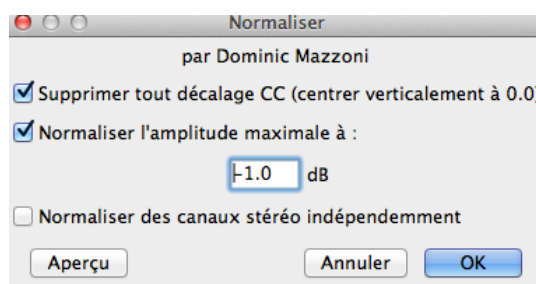 Normaliser
par Dominic Mazzoni
Supprimer tout décalage CC (centrer verticalement à 0.0)
Normaliser l'amplitude maximale à :
-1.0 dB
Normaliser des canaux stéréo indépendemment
Aperçu Annuler OK